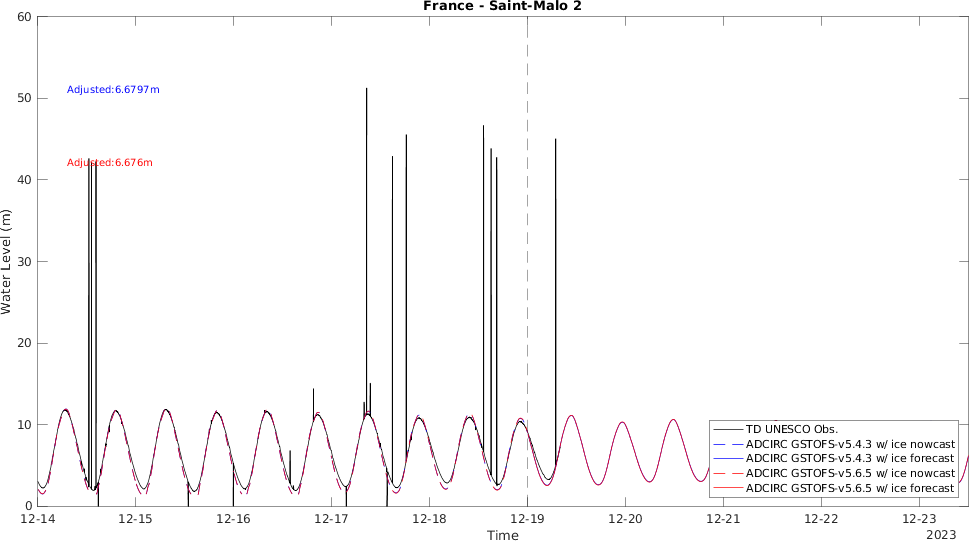 France - Saint-Malo 2
60
50
40
30
20
10
0
Water Level (m)
Adjusted:6.6797m
Adjusted:6.676m
TD UNESCO Obs.
ADCIRC GSTOFS-v5.4.3 w/ ice nowcast
ADCIRC GSTOFS-v5.4.3 w/ ice forecast
ADCIRC GSTOFS-v5.6.5 w/ ice nowcast
ADCIRC GSTOFS-v5.6.5 w/ ice forecast
12-14 12-15 12-16 12-17 12-18 12-19 12-20 12-21 12-22 12-23
Time
2023